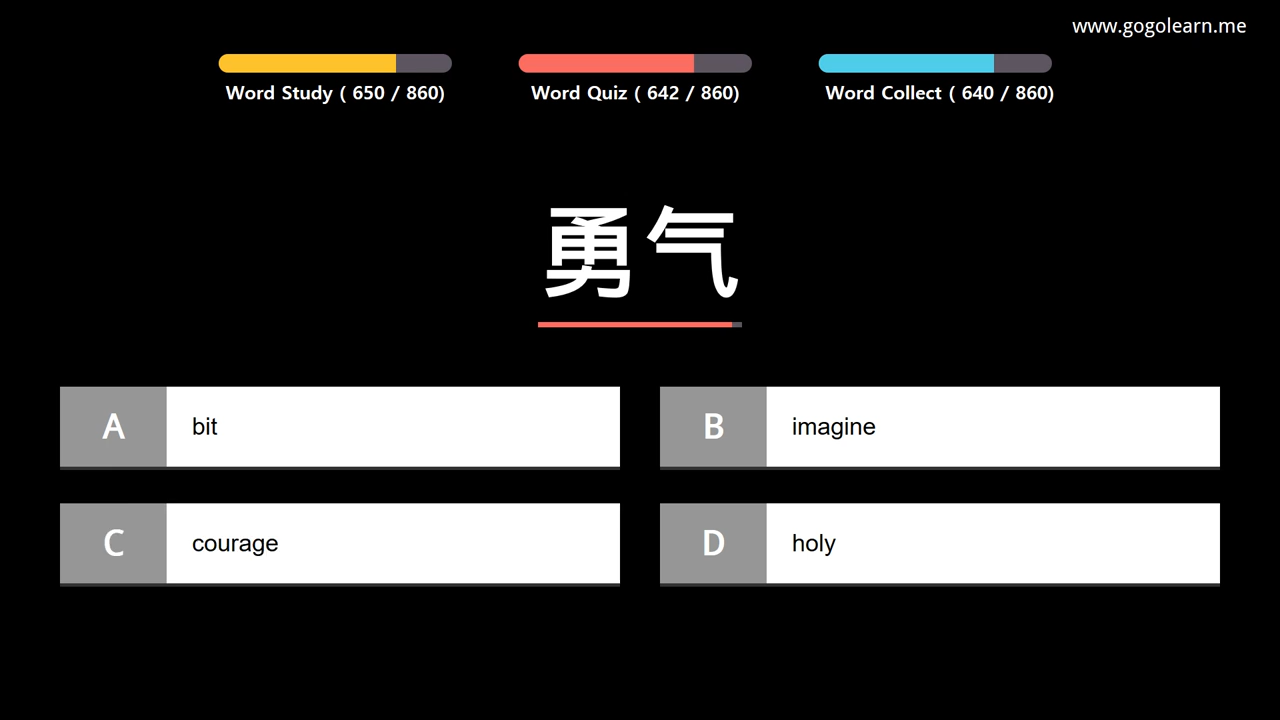 www.gogolearn.me
Word Study ( 650 / 860)
Word Quiz ( 642 / 860)
Word Collect ( 640 / 860)
勇气
A
bit
B
imagine
C
courage
D
holy